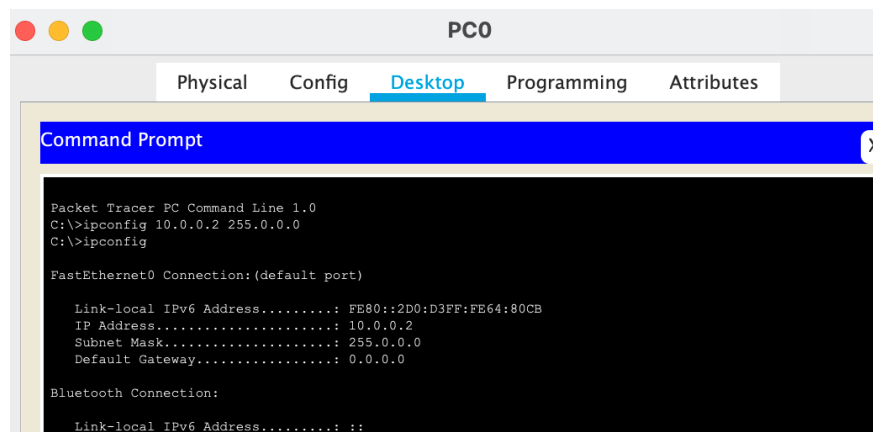 PC0
Physical Config Desktop Programming Attributes
Command Prompt
X
Packet Tracer PC Command Line 1.0
C:\>ipconfig 10.0.0.2 255.0.0.0
C:\>ipconfig
FastEthernet0 Connection:(default port)
Link-local IPv6 Address.........: FE80::2D0:D3FF:FE64:80CB
IP Address......................: 10.0.0.2
Subnet Mask.....................: 255.0.0.0
Default Gateway.................: 0.0.0.0
Bluetooth Connection:
Link-local IPv6 Address.........: ::